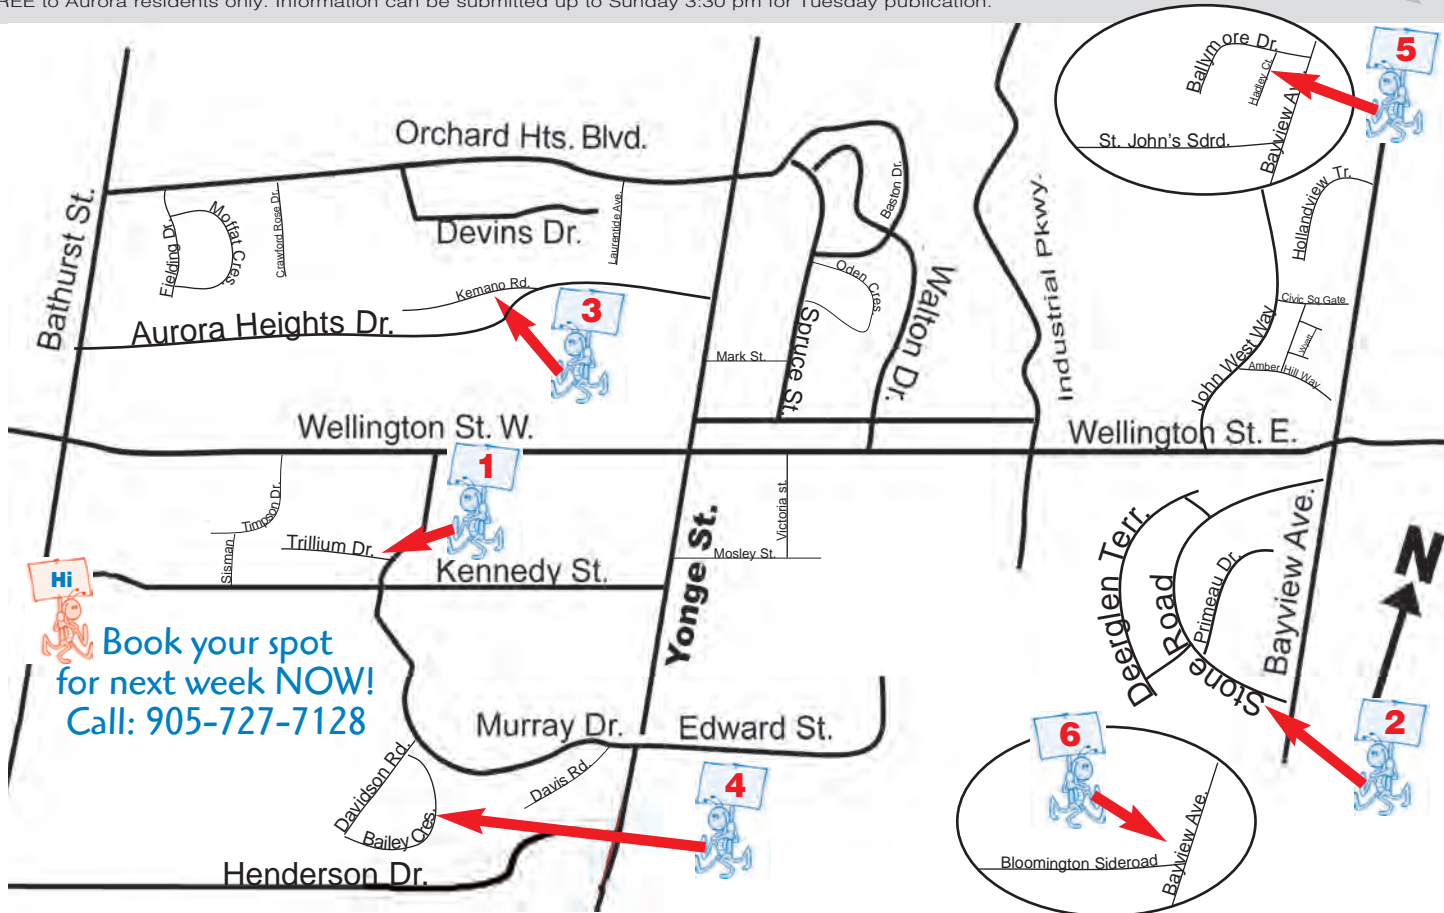 REE to Aurora residents only. Information can be submitted up to Sunday 3:30 pm for Tuesday publication.
Ballymore Dr.
Hadley Ct.
5
St. John's Sdrd.
Bayview Av
Orchard Hts. Blvd.
Bathurst St.
Fielding Dr.
Moffat Cres.
Crawford Rose Dr.
Devins Dr.
Laurentide Ave.
Baston Dr.
Industrial Pkwy.
Hollandview Tr.
Kemano Rd.
Aurora Heights Dr.
3
Oden Cres.
Walton Dr.
Mark St.
Spruce St.
Civic Sq Gate
John West Way
Amber Hill Way
Wellington St. W.
Wellington St. E.
1
Timpson Dr.
Sisman
Trillium Dr.
Kennedy St.
Yonge St.
Victoria st.
Mosley St.
Deerglen Terr.
Stone Road
Primeau Dr.
Bayview Ave.
N
Hi
Book your spot
for next week NOW!
Call: 905-727-7128
Murray Dr.
Edward St.
6
2
Davidson Rd.
Bailey Cres.
Davis Rd.
4
Henderson Dr.
Bloomington Sideroad
Bayview Ave.